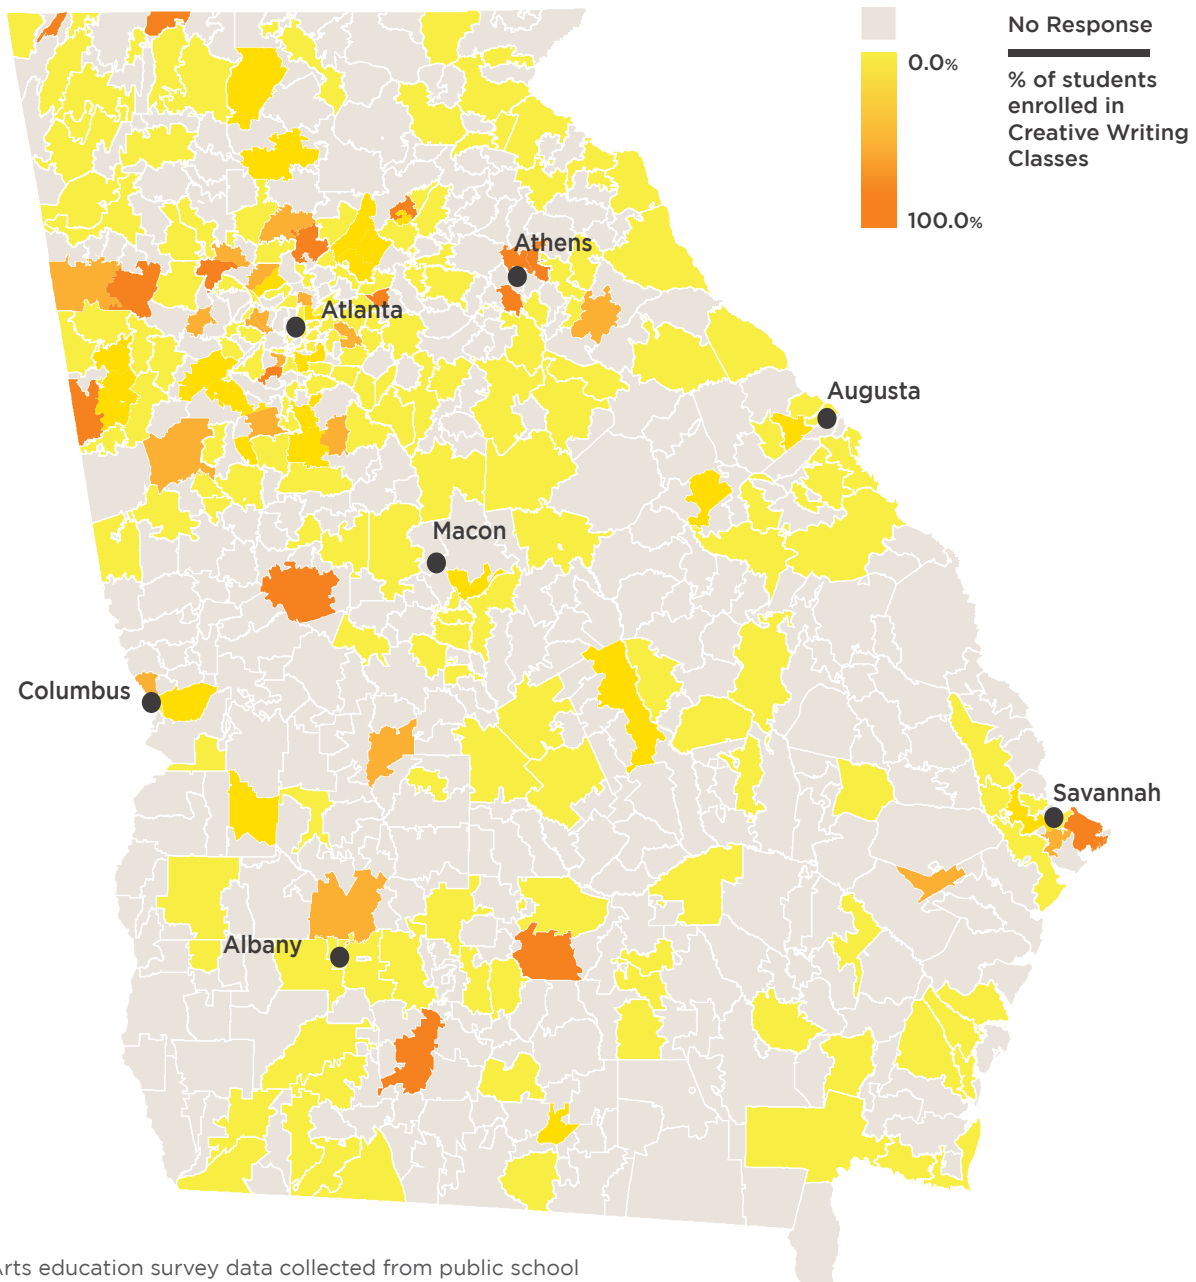 No Response
0.0%
% of students
enrolled in
Creative Writing
Classes
100.0%
Athens
Atlanta
Augusta
Macon
Columbus
Savannah
Albany
Arts education survey data collected from public school